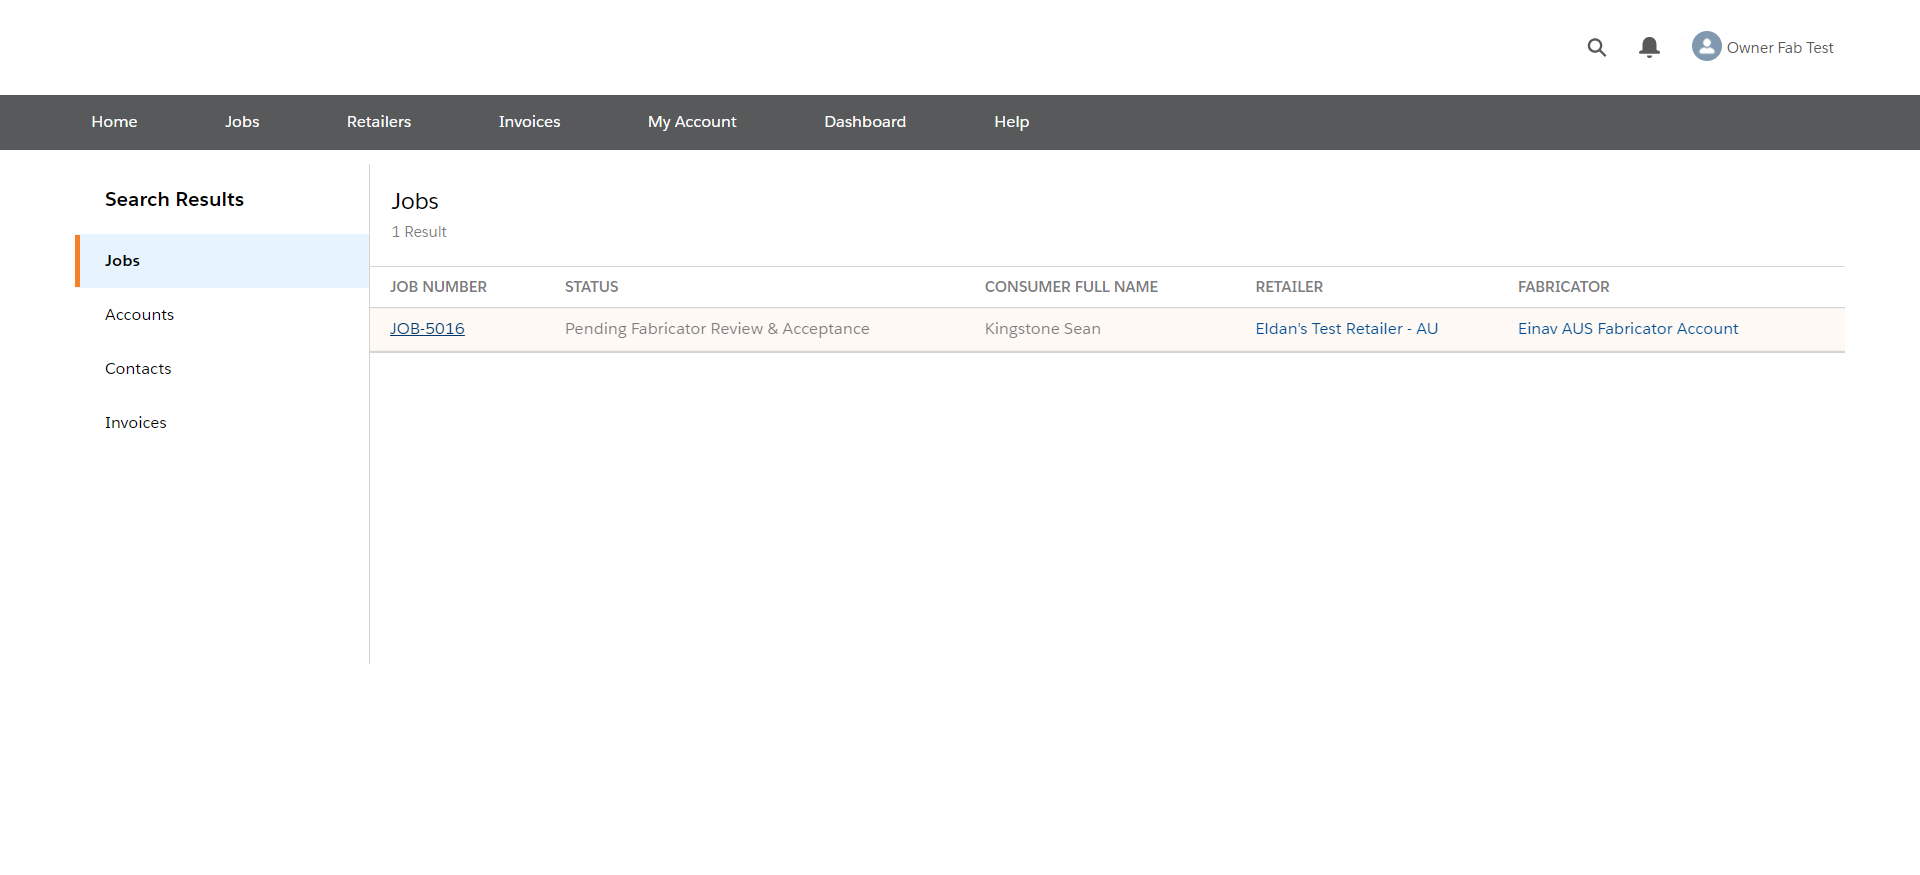 Owner Fab Test
Home Jobs Retailers Invoices My Account Dashboard Help
Search Results
Jobs
Accounts
Contacts
Invoices
Jobs
1 Result
JOB NUMBER STATUS CONSUMER FULL NAME RETAILER FABRICATOR
JOB-5016 Pending Fabricator Review & Acceptance Kingstone Sean Eldan's Test Retailer - AU Einav AUS Fabricator Account